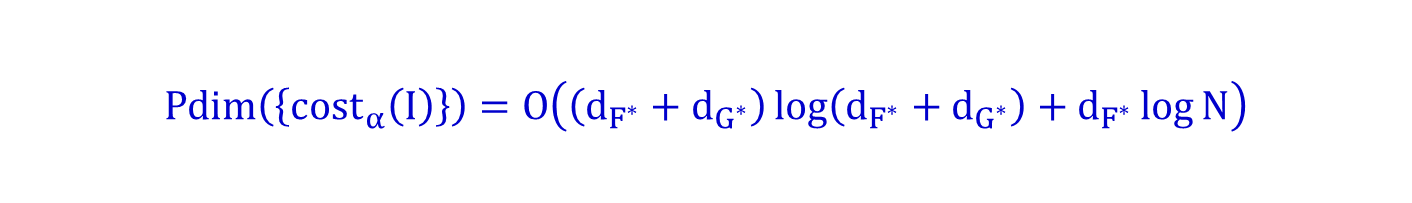 Pdim({cost_α(I)}) = O((d_F* + d_G*) log(d_F* + d_G*) + d_F* log N)